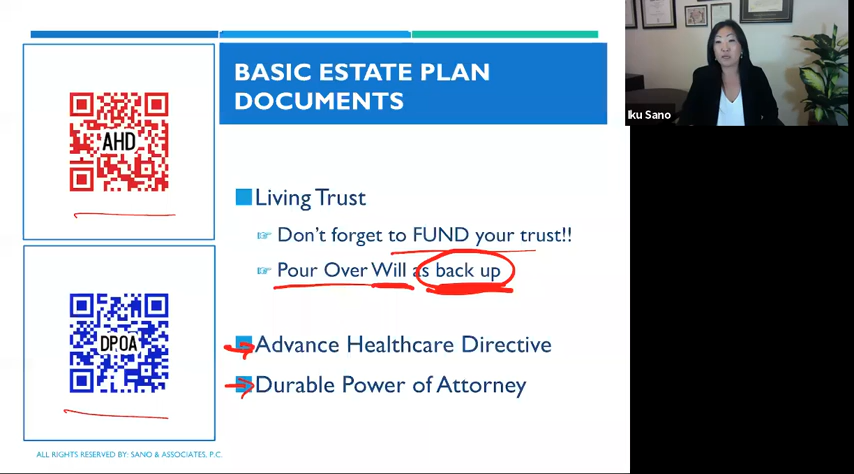 BASIC ESTATE PLAN
DOCUMENTS
AHD
Living Trust
Don't forget to FUND your trust!!
Pour Over Will as back up
DPOA
Advance Healthcare Directive
Durable Power of Attorney
ALL RIGHTS RESERVED BY: SANO & ASSOCIATES, P.C.
Iku Sano